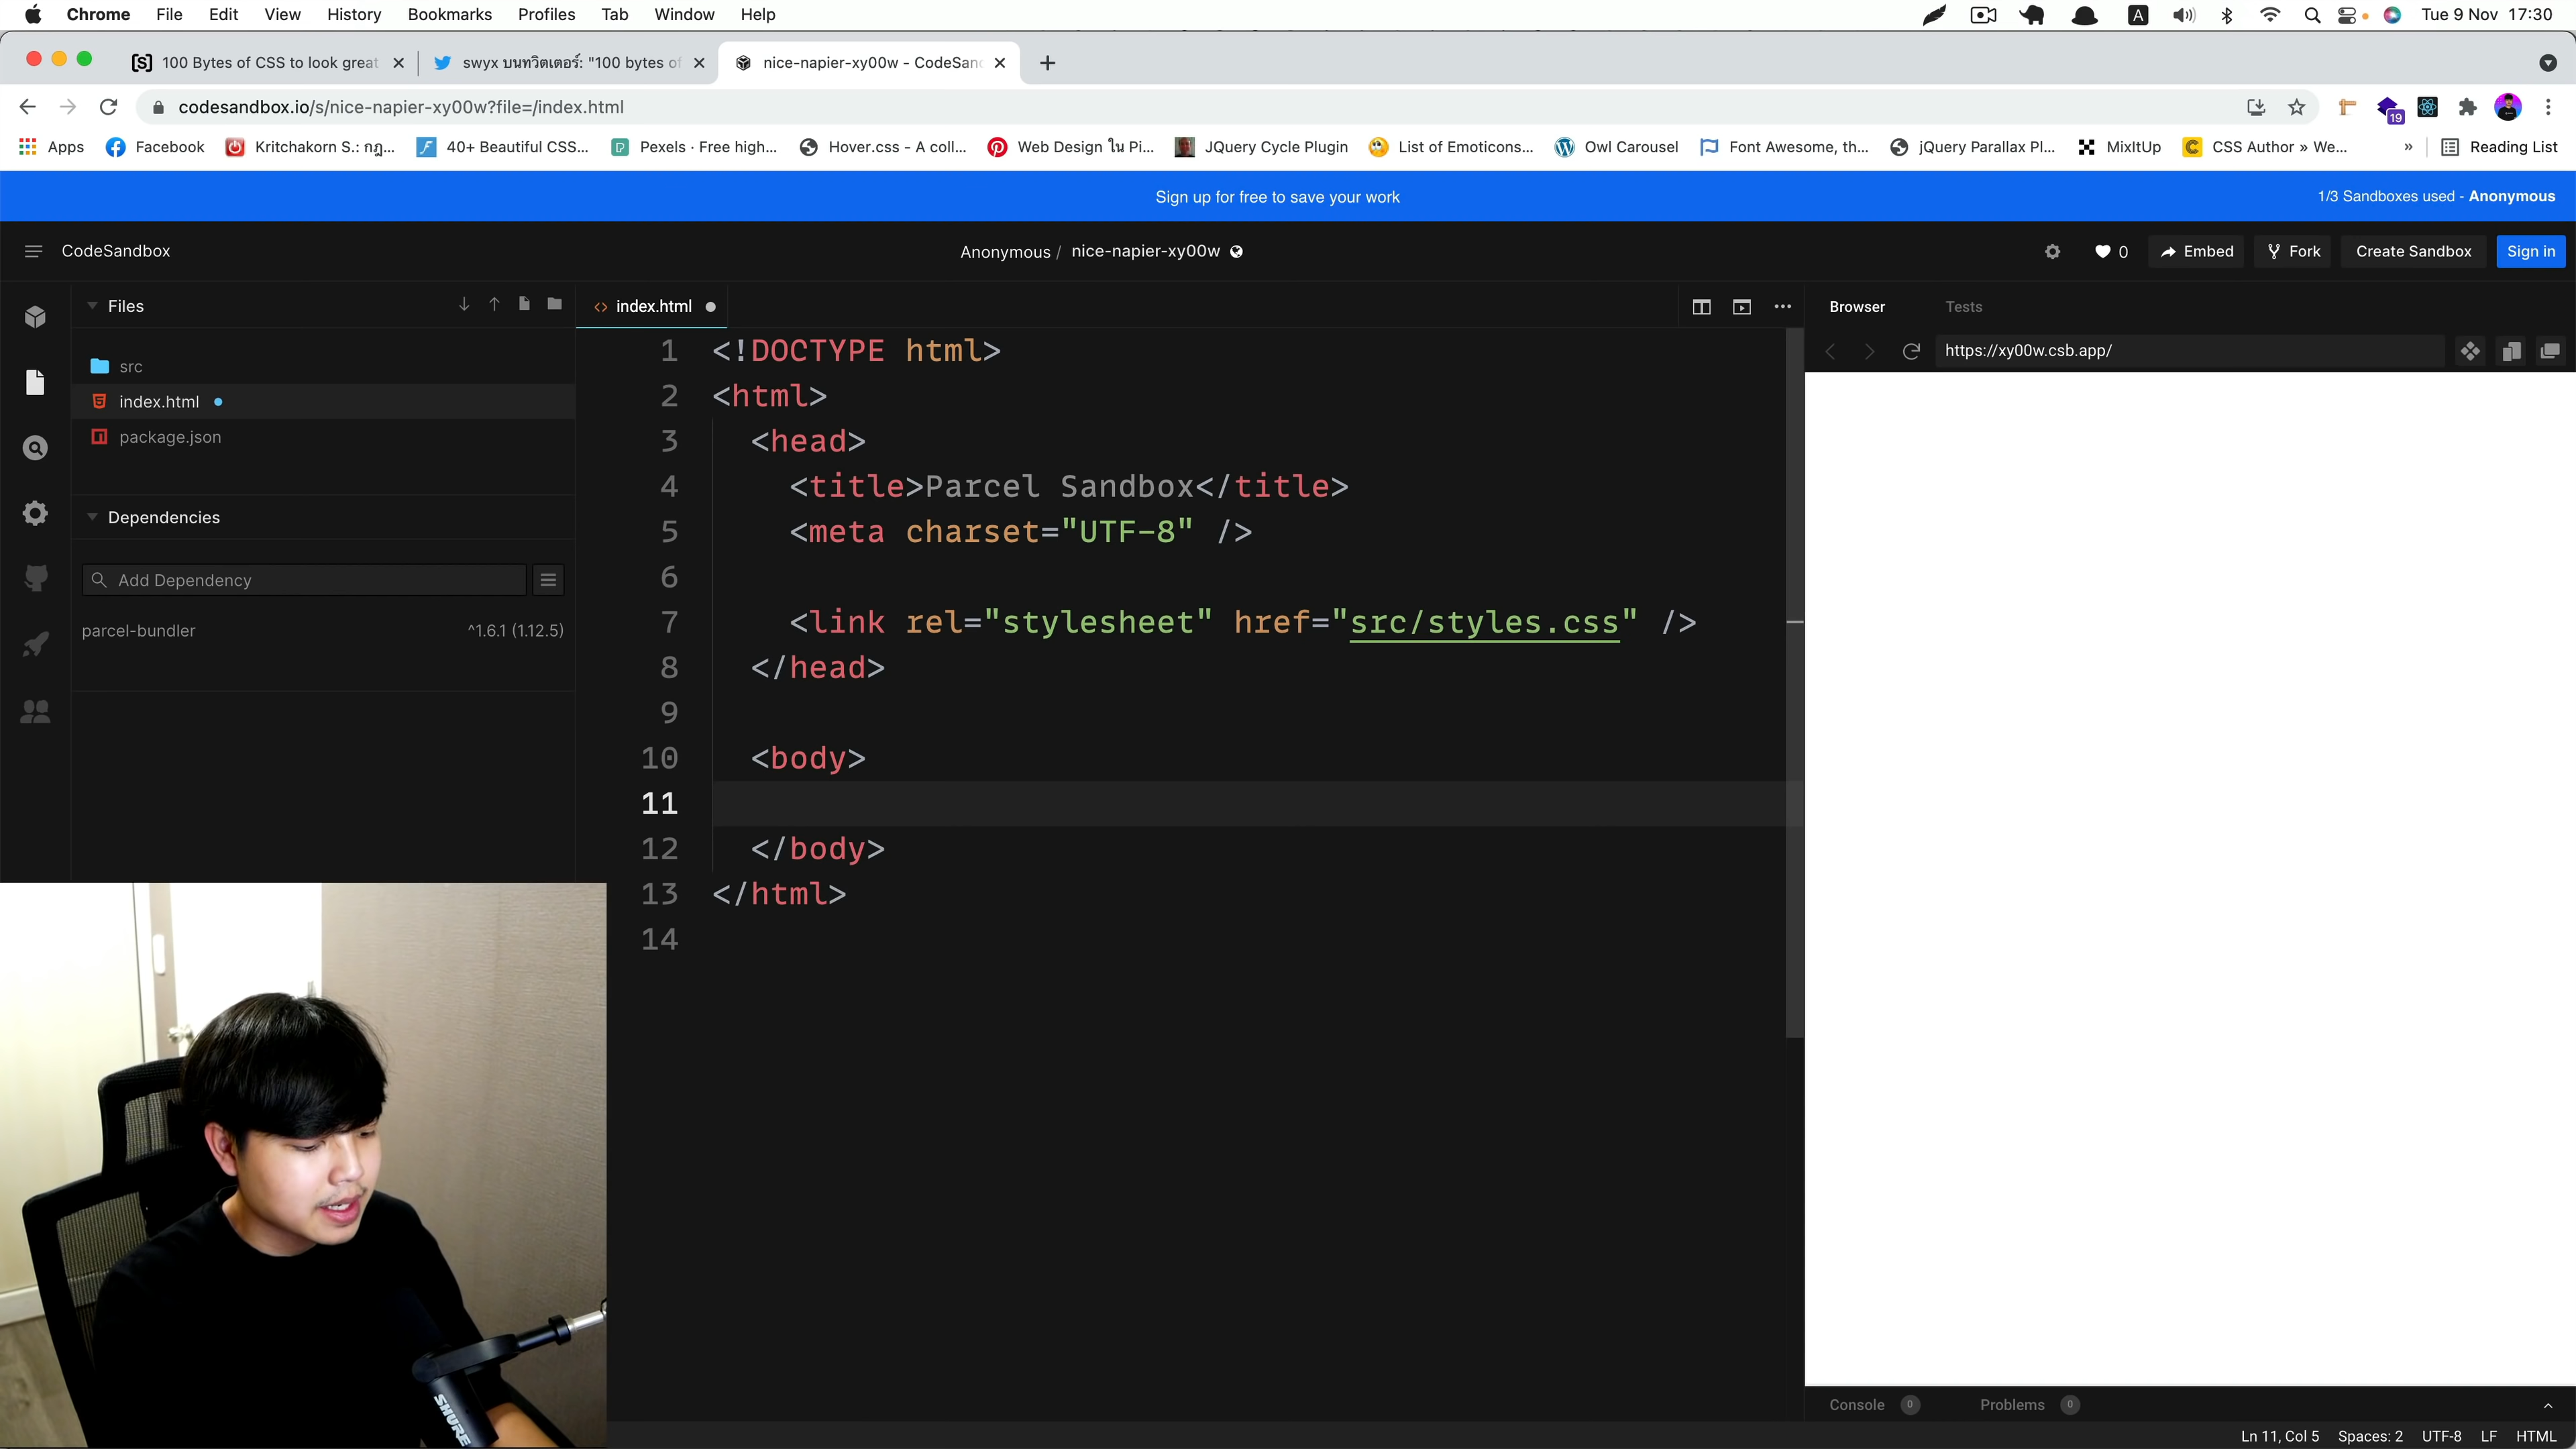 Chrome File Edit View History Bookmarks Profiles Tab Window Help A Tue 9 Nov 17:30
[S] 100 Bytes of CSS to look great swyx บนทวิตเตอร์: "100 bytes of nice-napier-xy00w - CodeSand
codesandbox.io/s/nice-napier-xy00w?file=/index.html 19
Apps Facebook Kritchakorn S.: กฎ... 40+ Beautiful CSS... Pexels · Free high... Hover.css - A coll... Web Design ใน Pi... JQuery Cycle Plugin List of Emoticons... Owl Carousel Font Awesome, th... jQuery Parallax Pl... MixItUp CSS Author » We... » Reading List
Sign up for free to save your work 1/3 Sandboxes used - Anonymous
CodeSandbox Anonymous / nice-napier-xy00w 0 Embed Fork Create Sandbox Sign in
Files index.html Browser Tests
src
index.html
package.json
Dependencies
Add Dependency
parcel-bundler ^1.6.1 (1.12.5)
1 <!DOCTYPE html>
2 <html>
3 <head>
4 <title>Parcel Sandbox</title>
5 <meta charset="UTF-8" />
6
7 <link rel="stylesheet" href="src/styles.css" />
8 </head>
9
10 <body>
11
12 </body>
13 </html>
14
https://xy00w.csb.app/
SHURE
Console 0 Problems 0
Ln 11, Col 5 Spaces: 2 UTF-8 LF HTML